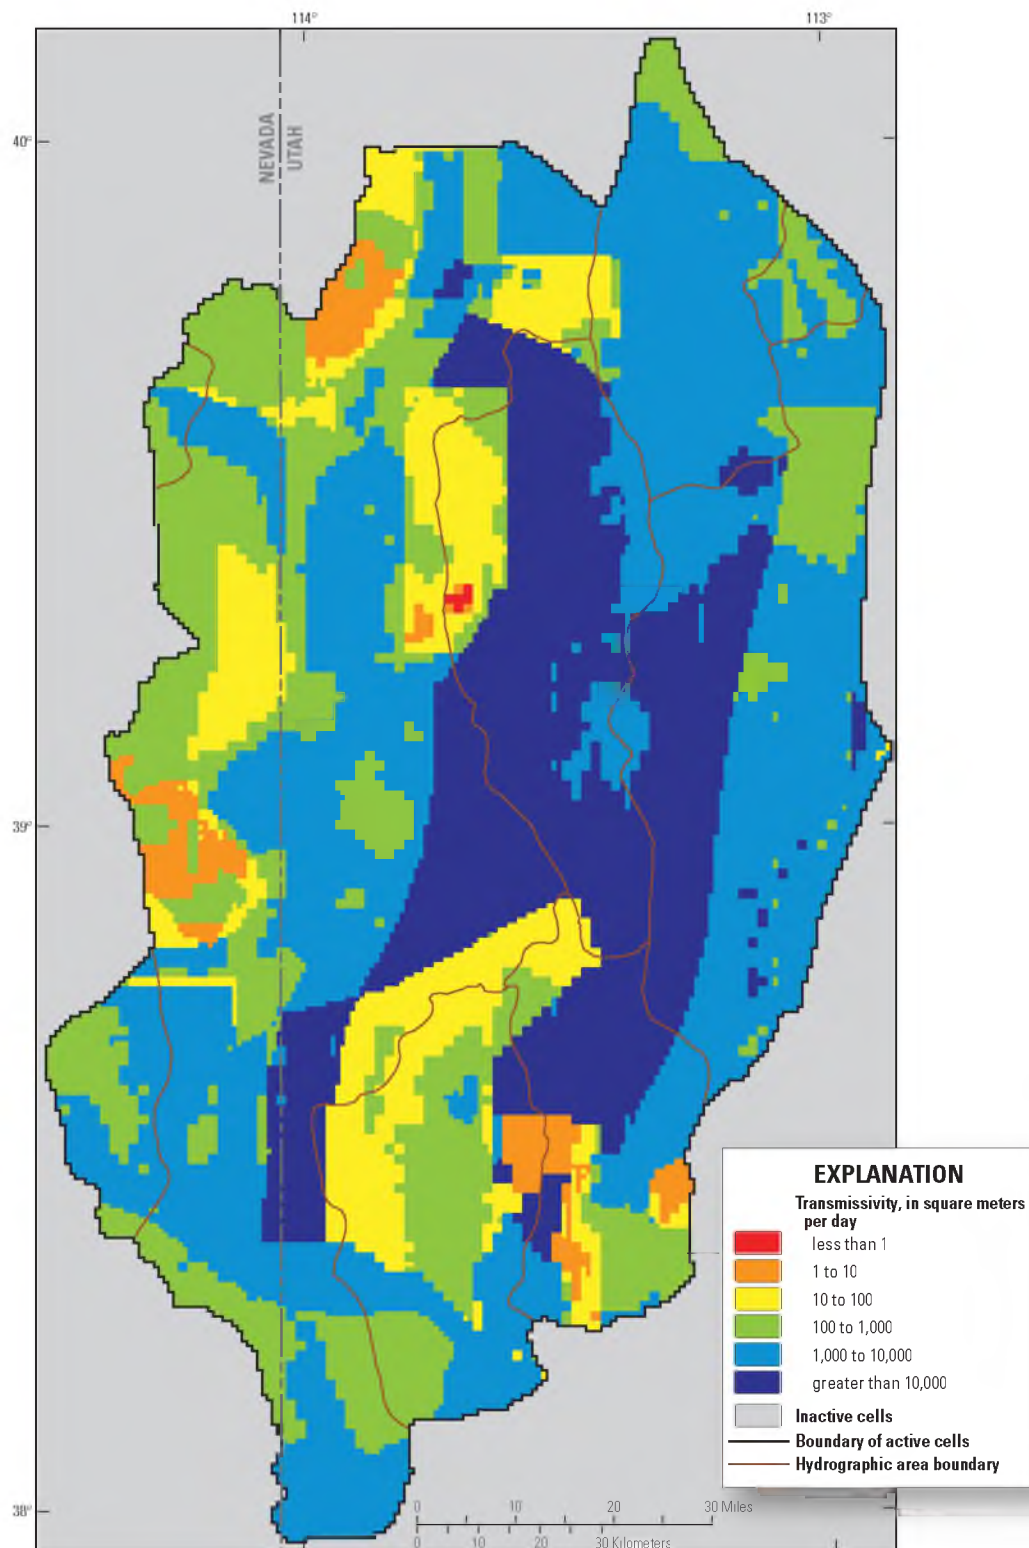 114°
113°
40°
NEVADA
UTAH
39°
EXPLANATION
Transmissivity, in square meters
per day
less than 1
1 to 10
10 to 100
100 to 1,000
1,000 to 10,000
greater than 10,000
Inactive cells
Boundary of active cells
Hydrographic area boundary
38°
0 10 20 30 Miles
0 10 20 30 Kilometers